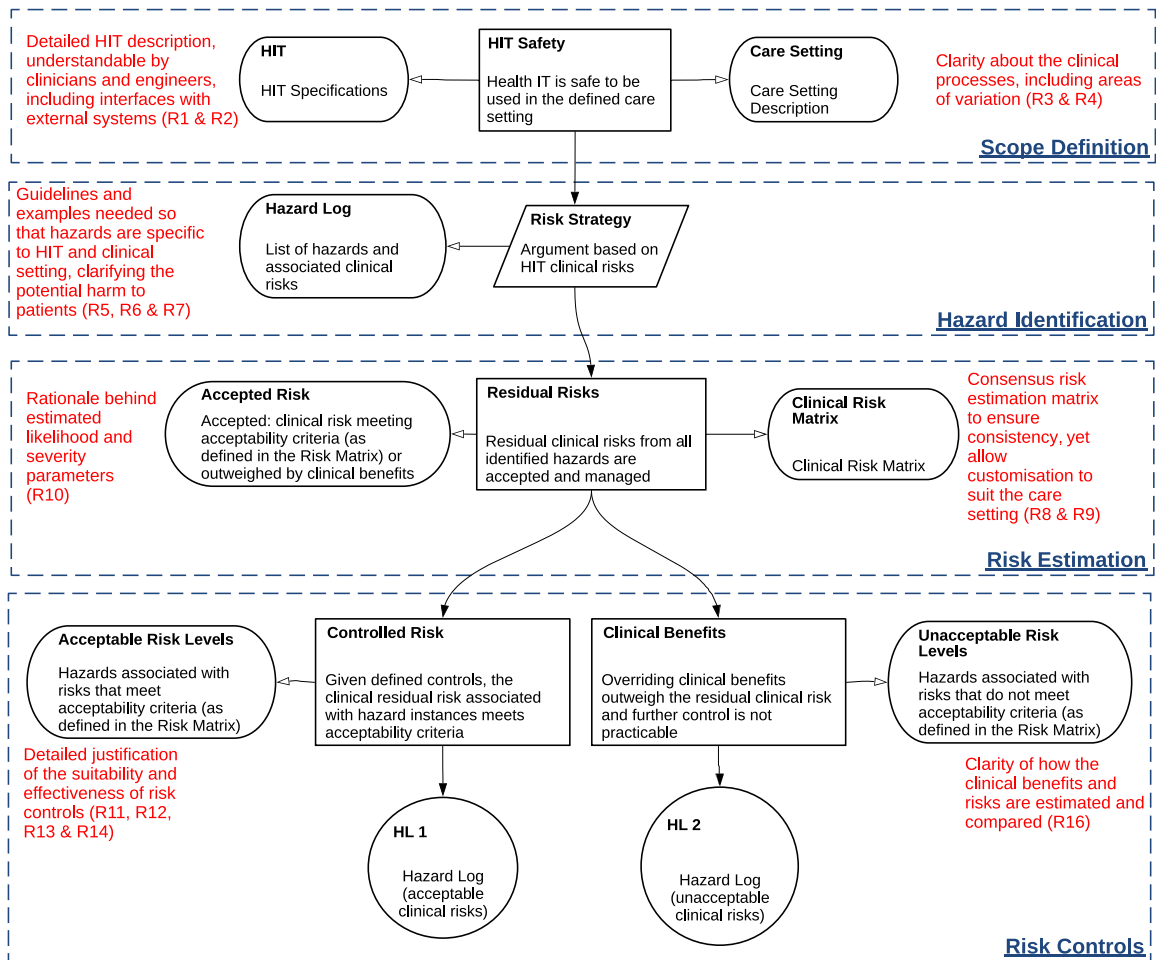 Detailed HIT description,
understandable by
clinicians and engineers,
including interfaces with
external systems (R1 & R2)
HIT
HIT Specifications
HIT Safety
Health IT is safe to be
used in the defined care
setting
Care Setting
Care Setting
Description
Clarity about the clinical
processes, including areas
of variation (R3 & R4)
Scope Definition
Guidelines and
examples needed so
that hazards are specific
to HIT and clinical
setting, clarifying the
potential harm to
patients (R5, R6 & R7)
Hazard Log
List of hazards and
associated clinical
risks
Risk Strategy
Argument based on
HIT clinical risks
Hazard Identification
Rationale behind
estimated
likelihood and
severity
parameters
(R10)
Accepted Risk
Accepted: clinical risk meeting
acceptability criteria (as
defined in the Risk Matrix) or
outweighed by clinical benefits
Residual Risks
Residual clinical risks from all
identified hazards are
accepted and managed
Clinical Risk
Matrix
Clinical Risk Matrix
Consensus risk
estimation matrix
to ensure
consistency, yet
allow
customisation to
suit the care
setting (R8 & R9)
Risk Estimation
Acceptable Risk Levels
Hazards associated with
risks that meet
acceptability criteria (as
defined in the Risk Matrix)
Controlled Risk
Given defined controls, the
clinical residual risk associated
with hazard instances meets
acceptability criteria
Clinical Benefits
Overriding clinical benefits
outweigh the residual clinical risk
and further control is not
practicable
Unacceptable Risk
Levels
Hazards associated with
risks that do not meet
acceptability criteria (as
defined in the Risk Matrix)
Detailed justification
of the suitability and
effectiveness of risk
controls (R11, R12,
R13 & R14)
Clarity of how the
clinical benefits and
risks are estimated and
compared (R16)
HL 1
Hazard Log
(acceptable
clinical risks)
HL 2
Hazard Log
(unacceptable
clinical risks)
Risk Controls